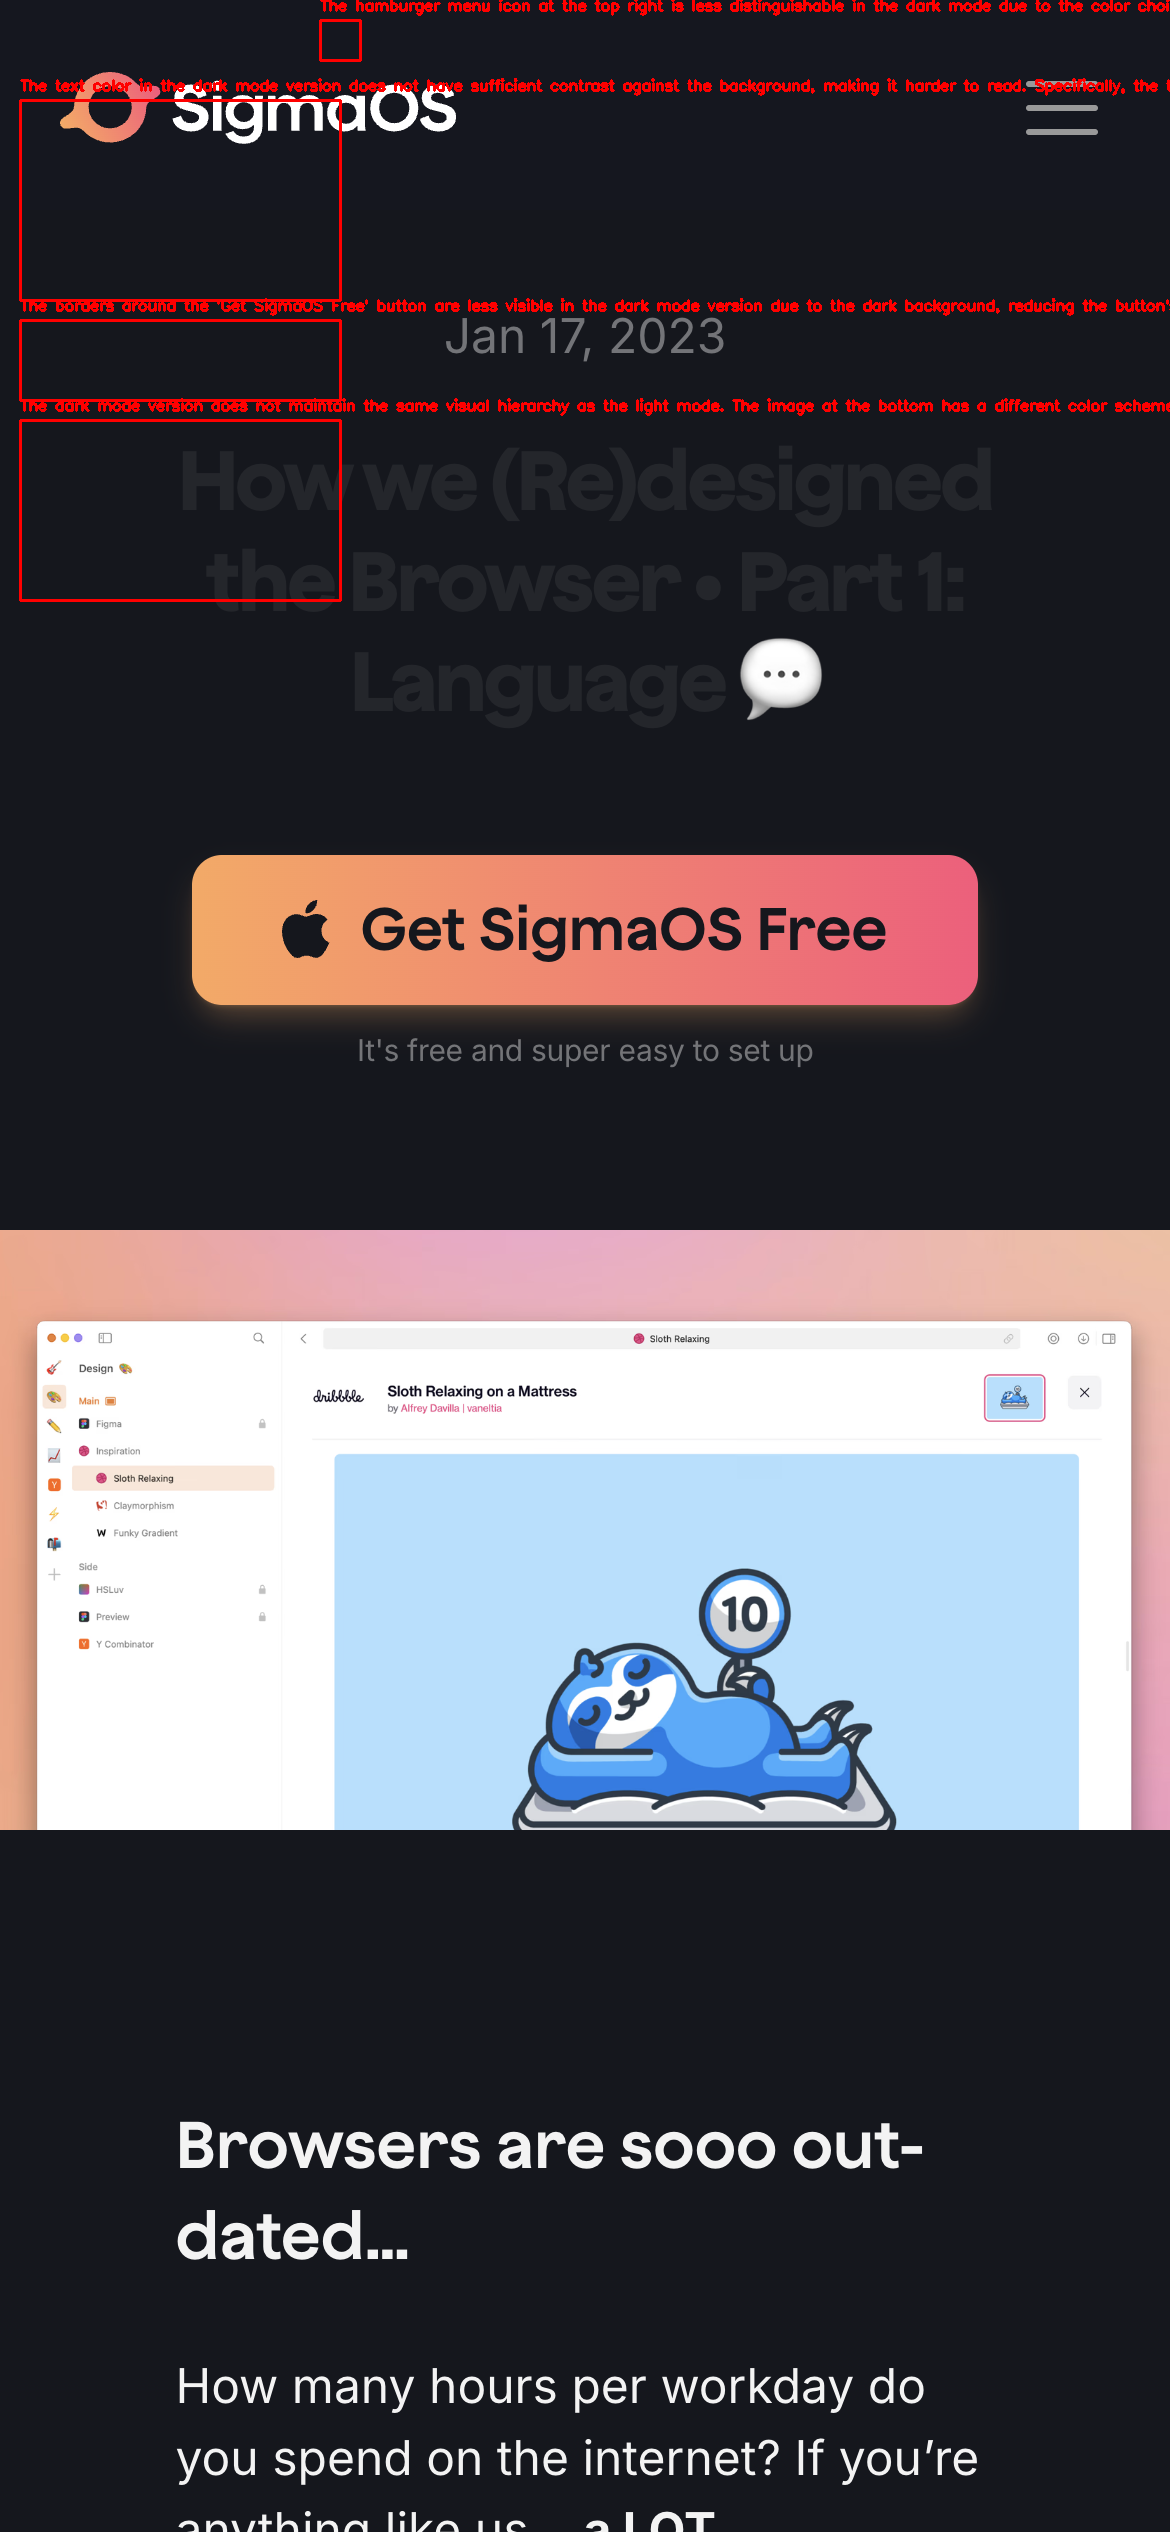 The hamburger menu icon at the top right is less distinguishable in the dark mode due to the color choi
The text color in the dark mode version does not have sufficient contrast against the background, making it harder to read. Specifically, the t
SigmaOS
The borders around the 'Get SigmaOS Free' button are less visible in the dark mode version due to the dark background, reducing the button'
Jan 17, 2023
The dark mode version does not maintain the same visual hierarchy as the light mode. The image at the bottom has a different color scheme
How we (Re)designed
the Browser • Part 1:
Language 💬
Get SigmaOS Free
It's free and super easy to set up
Sloth Relaxing
Design 🎨
dribbble
Sloth Relaxing on a Mattress
by Alfrey Davilla | vaneltia
Main
Figma
Inspiration
Sloth Relaxing
Claymorphism
W Funky Gradient
Side
HSLuv
Preview
Y Y Combinator
Y
10
Browsers are sooo out-
dated...
How many hours per workday do
you spend on the internet? If you’re
anything like us... a LOT